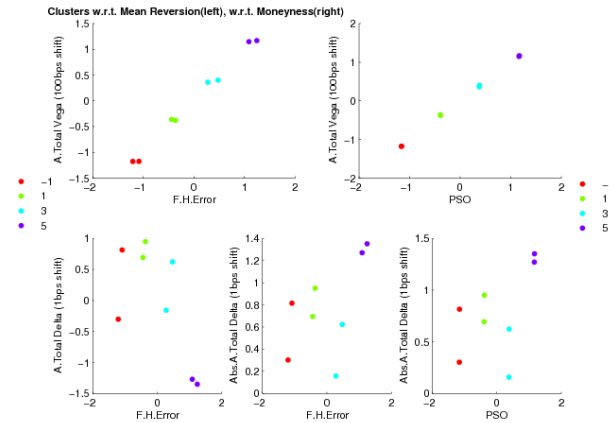 Clusters w.r.t. Mean Reversion(left), w.r.t. Moneyness(right)
A.Total Vega (100bps shift)
1.5
1
0.5
0
-0.5
-1
-1.5
-2 -1 0 1 2
F.H.Error
A.Total Vega (100bps shift)
2
1
0
-1
-2
-2 -1 0 1 2
PSO
-1
1
3
5
-
1
3
5
A.Total Delta (1bps shift)
1
0.5
0
-0.5
-1
-1.5
-2 0 2
F.H.Error
Abs.A.Total Delta (1bps shift)
1.4
1.2
1
0.8
0.6
0.4
0.2
0
-2 0 2
F.H.Error
Abs.A.Total Delta (1bps shift)
1.5
1
0.5
0
-2 0 2
PSO